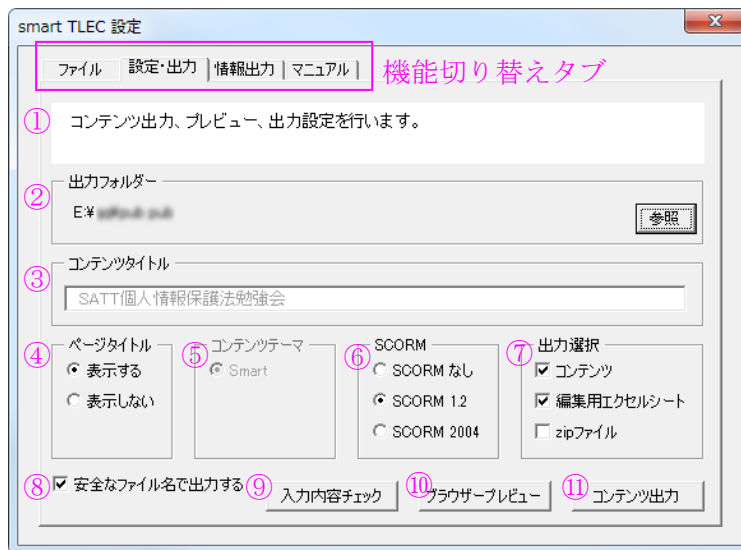 smart TLEC 設定
ファイル 設定・出力 情報出力 マニュアル 機能切り替えタブ
① コンテンツ出力、プレビュー、出力設定を行います。
② 出力フォルダー
E:¥
参照
③ コンテンツタイトル
SATT個人情報保護法勉強会
④ ページタイトル
表示する
表示しない
⑤ コンテンツテーマ
Smart
⑥ SCORM
SCORM なし
SCORM 1.2
SCORM 2004
⑦ 出力選択
コンテンツ
編集用エクセルシート
zipファイル
⑧ 安全なファイル名で出力する
⑨ 入力内容チェック
⑩ ブラウザープレビュー
⑪ コンテンツ出力